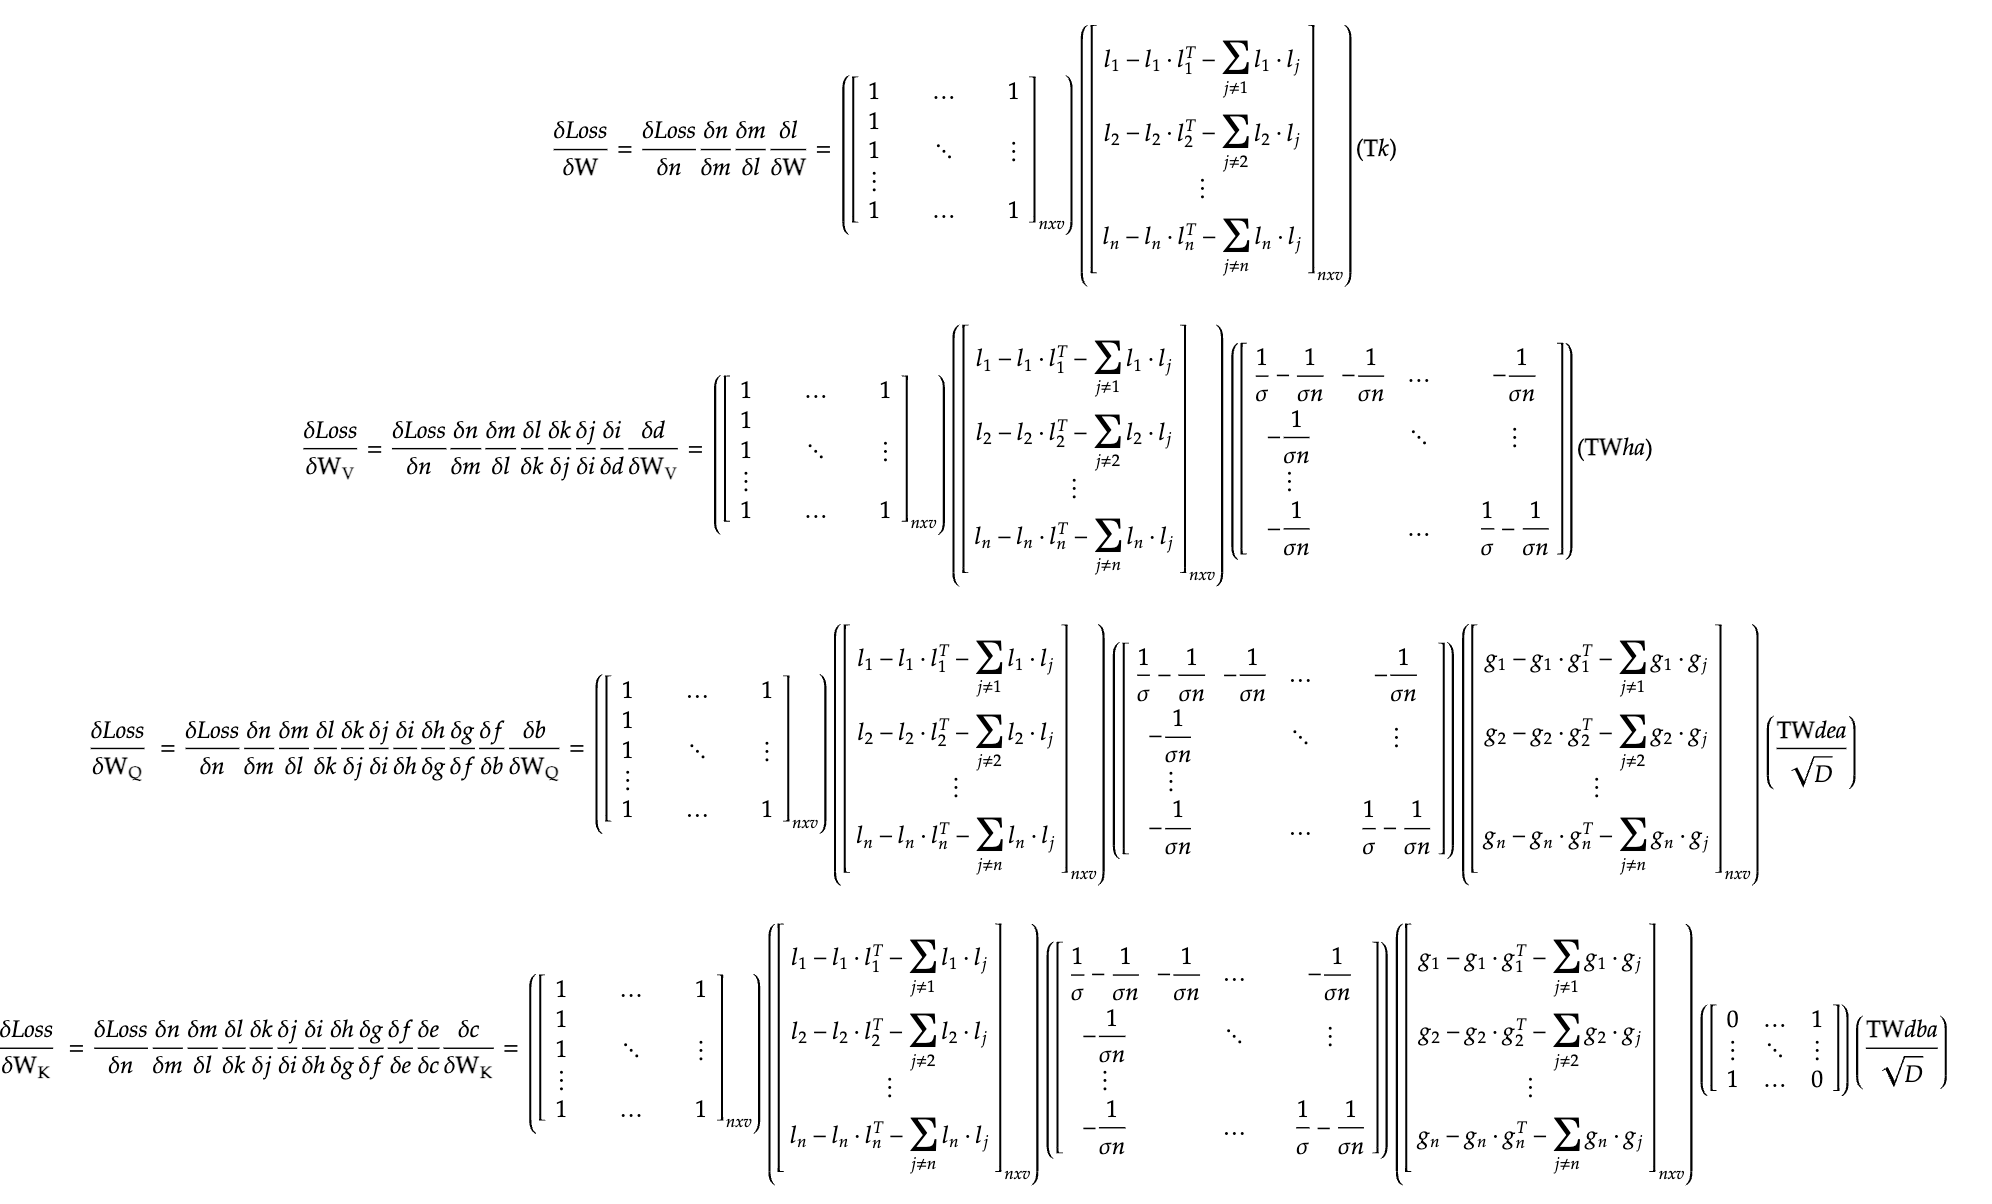 \frac{\delta Loss}{\delta W} = \frac{\delta Loss}{\delta n}\frac{\delta n}{\delta m}\frac{\delta m}{\delta l}\frac{\delta l}{\delta W} = \left(\begin{bmatrix} 1 & \dots & 1 \\ 1 & & \\ 1 & \ddots & \vdots \\ \vdots & & \\ 1 & \dots & 1 \end{bmatrix}_{nxv}\right) \left(\begin{bmatrix} l_1 - l_1 \cdot l_1^T - \sum_{j \neq 1} l_1 \cdot l_j \\ l_2 - l_2 \cdot l_2^T - \sum_{j \neq 2} l_2 \cdot l_j \\ \vdots \\ l_n - l_n \cdot l_n^T - \sum_{j \neq n} l_n \cdot l_j \end{bmatrix}_{nxv}\right) (Tk)
\frac{\delta Loss}{\delta W_V} = \frac{\delta Loss}{\delta n}\frac{\delta n}{\delta m}\frac{\delta m}{\delta l}\frac{\delta l}{\delta k}\frac{\delta k}{\delta j}\frac{\delta j}{\delta i}\frac{\delta i}{\delta d}\frac{\delta d}{\delta W_V} = \left(\begin{bmatrix} 1 & \dots & 1 \\ 1 & & \\ 1 & \ddots & \vdots \\ \vdots & & \\ 1 & \dots & 1 \end{bmatrix}_{nxv}\right) \left(\begin{bmatrix} l_1 - l_1 \cdot l_1^T - \sum_{j \neq 1} l_1 \cdot l_j \\ l_2 - l_2 \cdot l_2^T - \sum_{j \neq 2} l_2 \cdot l_j \\ \vdots \\ l_n - l_n \cdot l_n^T - \sum_{j \neq n} l_n \cdot l_j \end{bmatrix}_{nxv}\right) \left(\begin{bmatrix} \frac{1}{\sigma} - \frac{1}{\sigma n} & -\frac{1}{\sigma n} & \dots & -\frac{1}{\sigma n} \\ -\frac{1}{\sigma n} & & \ddots & \vdots \\ \vdots & & & \\ -\frac{1}{\sigma n} & & \dots & \frac{1}{\sigma} - \frac{1}{\sigma n} \end{bmatrix}\right) (TWha)
\frac{\delta Loss}{\delta W_Q} = \frac{\delta Loss}{\delta n}\frac{\delta n}{\delta m}\frac{\delta m}{\delta l}\frac{\delta l}{\delta k}\frac{\delta k}{\delta j}\frac{\delta j}{\delta i}\frac{\delta i}{\delta h}\frac{\delta h}{\delta g}\frac{\delta g}{\delta f}\frac{\delta f}{\delta b}\frac{\delta b}{\delta W_Q} = \left(\begin{bmatrix} 1 & \dots & 1 \\ 1 & & \\ 1 & \ddots & \vdots \\ \vdots & & \\ 1 & \dots & 1 \end{bmatrix}_{nxv}\right) \left(\begin{bmatrix} l_1 - l_1 \cdot l_1^T - \sum_{j \neq 1} l_1 \cdot l_j \\ l_2 - l_2 \cdot l_2^T - \sum_{j \neq 2} l_2 \cdot l_j \\ \vdots \\ l_n - l_n \cdot l_n^T - \sum_{j \neq n} l_n \cdot l_j \end{bmatrix}_{nxv}\right) \left(\begin{bmatrix} \frac{1}{\sigma} - \frac{1}{\sigma n} & -\frac{1}{\sigma n} & \dots & -\frac{1}{\sigma n} \\ -\frac{1}{\sigma n} & & \ddots & \vdots \\ \vdots & & & \\ -\frac{1}{\sigma n} & & \dots & \frac{1}{\sigma} - \frac{1}{\sigma n} \end{bmatrix}\right) \left(\begin{bmatrix} g_1 - g_1 \cdot g_1^T - \sum_{j \neq 1} g_1 \cdot g_j \\ g_2 - g_2 \cdot g_2^T - \sum_{j \neq 2} g_2 \cdot g_j \\ \vdots \\ g_n - g_n \cdot g_n^T - \sum_{j \neq n} g_n \cdot g_j \end{bmatrix}_{nxv}\right) \left(\frac{TWdea}{\sqrt{D}}\right)
\frac{\delta Loss}{\delta W_K} = \frac{\delta Loss}{\delta n}\frac{\delta n}{\delta m}\frac{\delta m}{\delta l}\frac{\delta l}{\delta k}\frac{\delta k}{\delta j}\frac{\delta j}{\delta i}\frac{\delta i}{\delta h}\frac{\delta h}{\delta g}\frac{\delta g}{\delta f}\frac{\delta f}{\delta e}\frac{\delta e}{\delta c}\frac{\delta c}{\delta W_K} = \left(\begin{bmatrix} 1 & \dots & 1 \\ 1 & & \\ 1 & \ddots & \vdots \\ \vdots & & \\ 1 & \dots & 1 \end{bmatrix}_{nxv}\right) \left(\begin{bmatrix} l_1 - l_1 \cdot l_1^T - \sum_{j \neq 1} l_1 \cdot l_j \\ l_2 - l_2 \cdot l_2^T - \sum_{j \neq 2} l_2 \cdot l_j \\ \vdots \\ l_n - l_n \cdot l_n^T - \sum_{j \neq n} l_n \cdot l_j \end{bmatrix}_{nxv}\right) \left(\begin{bmatrix} \frac{1}{\sigma} - \frac{1}{\sigma n} & -\frac{1}{\sigma n} & \dots & -\frac{1}{\sigma n} \\ -\frac{1}{\sigma n} & & \ddots & \vdots \\ \vdots & & & \\ -\frac{1}{\sigma n} & & \dots & \frac{1}{\sigma} - \frac{1}{\sigma n} \end{bmatrix}\right) \left(\begin{bmatrix} g_1 - g_1 \cdot g_1^T - \sum_{j \neq 1} g_1 \cdot g_j \\ g_2 - g_2 \cdot g_2^T - \sum_{j \neq 2} g_2 \cdot g_j \\ \vdots \\ g_n - g_n \cdot g_n^T - \sum_{j \neq n} g_n \cdot g_j \end{bmatrix}_{nxv}\right) \left(\begin{bmatrix} 0 & \dots & 1 \\ \vdots & \ddots & \vdots \\ 1 & \dots & 0 \end{bmatrix}\right) \left(\frac{TWdba}{\sqrt{D}}\right)